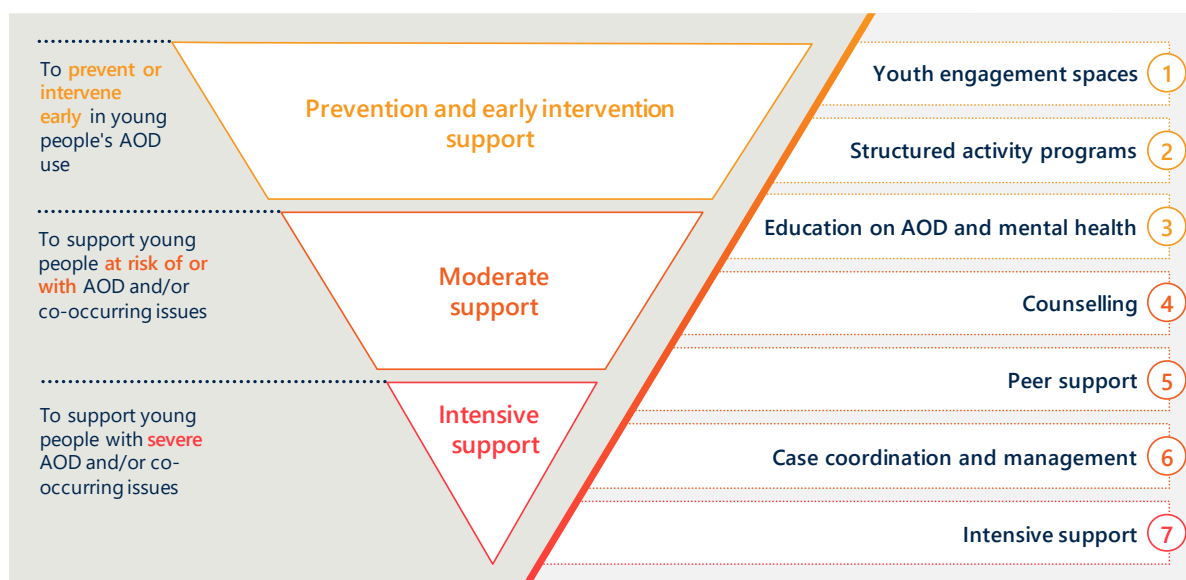 To prevent or
intervene
early in young
people's AOD
use
Prevention and early intervention
support
To support young
people at risk of or
with AOD and/or
co-occurring issues
Moderate
support
To support young
people with severe
AOD and/or co-
occurring issues
Intensive
support
Youth engagement spaces 1
Structured activity programs 2
Education on AOD and mental health 3
Counselling 4
Peer support 5
Case coordination and management 6
Intensive support 7